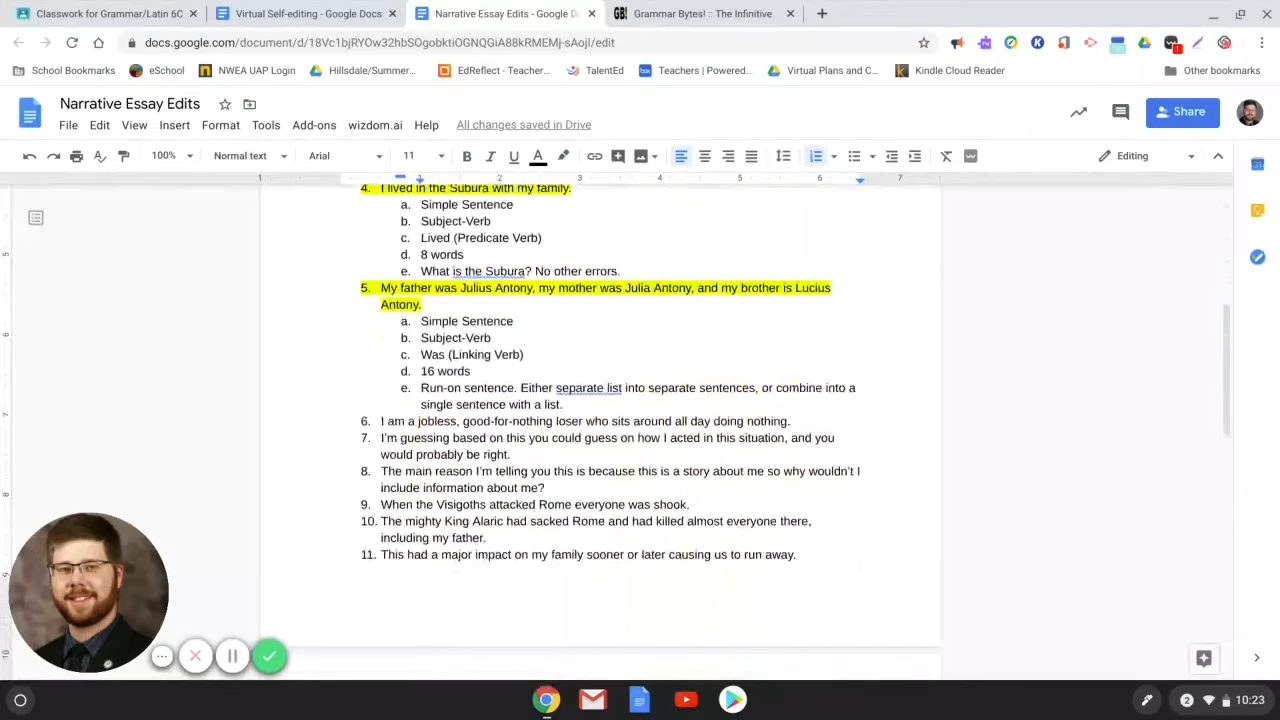 Classwork for Grammar/Latin 6C
Virtual Self-editing - Google Docs
Narrative Essay Edits - Google Do
GB! Grammar Bytes! :: The Infinitive
docs.google.com/document/d/18Vc1bjRYOw32hbSOgobktiOGNQGiA88kRMEMj-sAojI/edit
School Bookmarks
eSchool
NWEA UAP Login
Hillsdale/Summer...
EdReflect - Teacher...
TalentEd
Teachers | Powered...
Virtual Plans and C...
Kindle Cloud Reader
Other bookmarks
Narrative Essay Edits
File Edit View Insert Format Tools Add-ons wizdom.ai Help All changes saved in Drive
Share
100% Normal text Arial 11 B I U A Editing
1 1 2 3 4 5 6 7
4. I lived in the Subura with my family.
a. Simple Sentence
b. Subject-Verb
c. Lived (Predicate Verb)
d. 8 words
e. What is the Subura? No other errors.
5. My father was Julius Antony, my mother was Julia Antony, and my brother is Lucius
Antony.
a. Simple Sentence
b. Subject-Verb
c. Was (Linking Verb)
d. 16 words
e. Run-on sentence. Either separate list into separate sentences, or combine into a
single sentence with a list.
6. I am a jobless, good-for-nothing loser who sits around all day doing nothing.
7. I'm guessing based on this you could guess on how I acted in this situation, and you
would probably be right.
8. The main reason I'm telling you this is because this is a story about me so why wouldn't I
include information about me?
9. When the Visigoths attacked Rome everyone was shook.
10. The mighty King Alaric had sacked Rome and had killed almost everyone there,
including my father.
11. This had a major impact on my family sooner or later causing us to run away.
2 10:23